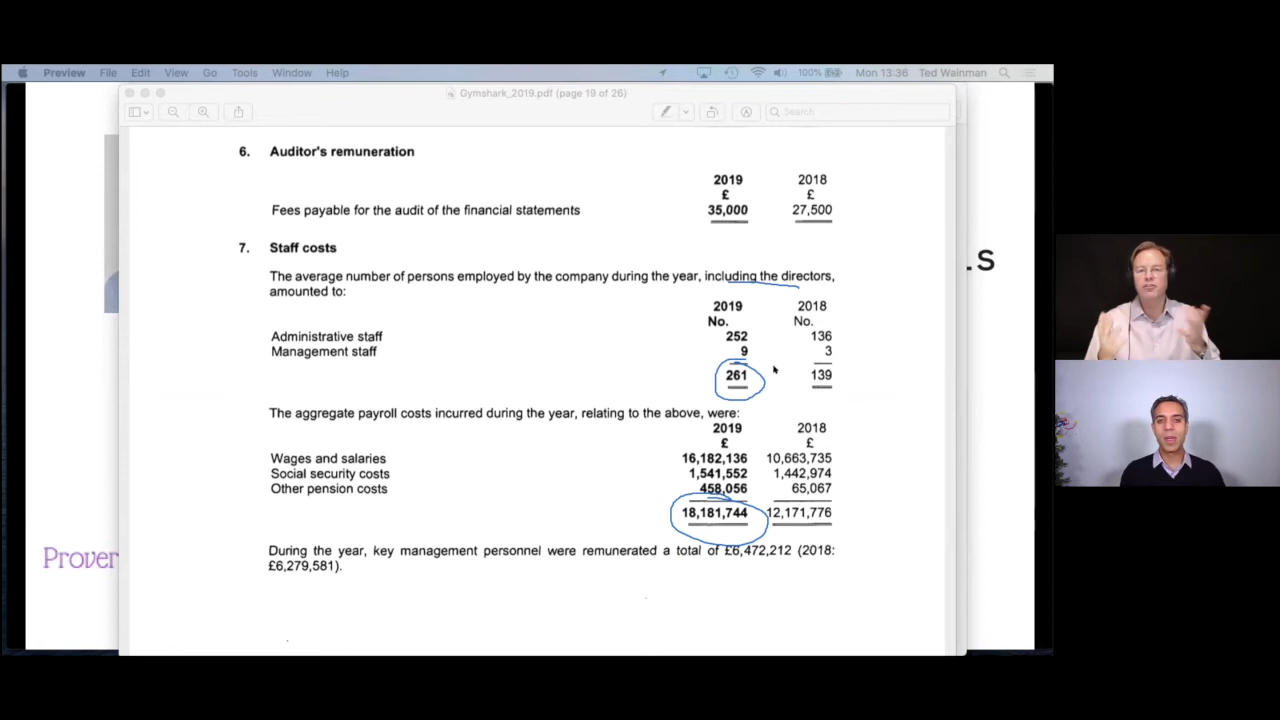 Preview File Edit View Go Tools Window Help 100% Mon 13:36 Ted Wainman
Gymshark_2019.pdf (page 19 of 26)
Search
6. Auditor's remuneration
2019 2018
£ £
Fees payable for the audit of the financial statements 35,000 27,500
7. Staff costs
The average number of persons employed by the company during the year, including the directors,
amounted to:
2019 2018
No. No.
Administrative staff 252 136
Management staff 9 3
261 139
The aggregate payroll costs incurred during the year, relating to the above, were:
2019 2018
£ £
Wages and salaries 16,182,136 10,663,735
Social security costs 1,541,552 1,442,974
Other pension costs 458,056 65,067
18,181,744 12,171,776
During the year, key management personnel were remunerated a total of £6,472,212 (2018:
£6,279,581).
.LS
Prover